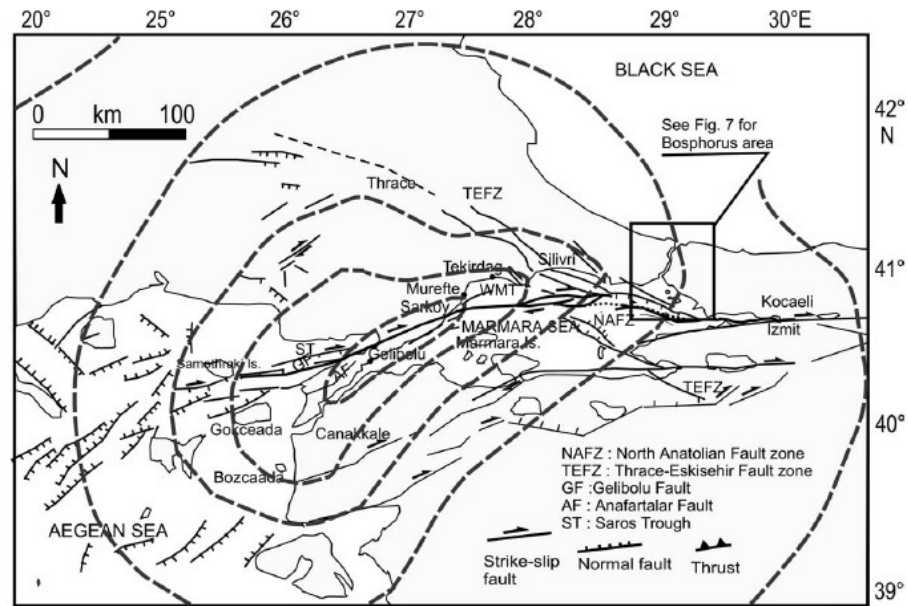 20° 25° 26° 27° 28° 29° 30°E
BLACK SEA
42°
N
0 km 100
See Fig. 7 for
Bosphorus area
N
Thrace
TEFZ
Silivri
41°
Tekirdag
Murefte
WMT
Sarkoy
Kocaeli
MARMARA SEA
NAFZ
Izmit
Marmara Is.
ST
Gelibolu
GF
AF
Samothraki Is.
TEFZ
Gokceada
Canakkale
40°
Bozcaada
NAFZ : North Anatolian Fault zone
TEFZ : Thrace-Eskisehir Fault zone
GF :Gelibolu Fault
AF : Anafartalar Fault
ST : Saros Trough
AEGEAN SEA
Strike-slip
fault
Normal fault
Thrust
39°